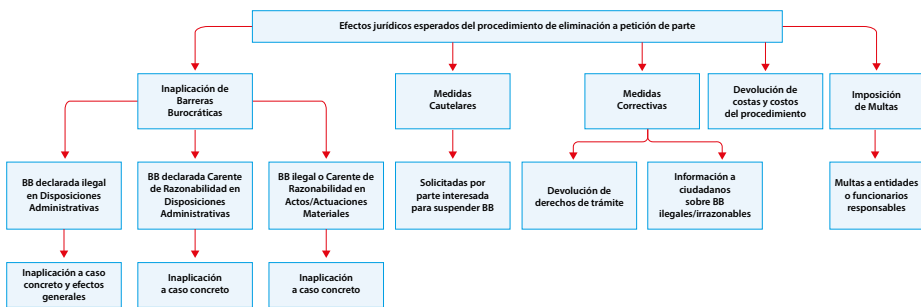 Efectos jurídicos esperados del procedimiento de eliminación a petición de parte
Inaplicación de
Barreras
Burocráticas
Medidas
Cautelares
Medidas
Correctivas
Devolución de
costas y costos
del procedimiento
Imposición
de Multas
BB declarada ilegal
en Disposiciones
Administrativas
BB declarada Carente
de Razonabilidad en
Disposiciones
Administrativas
BB ilegal o Carente de
Razonabilidad en
Actos/Actuaciones
Materiales
Solicitadas por
parte interesada
para suspender BB
Devolución de
derechos de trámite
Información a
ciudadanos
sobre BB
ilegales/irrazonables
Multas a entidades
o funcionarios
responsables
Inaplicación a caso
concreto y efectos
generales
Inaplicación
a caso concreto
Inaplicación
a caso concreto